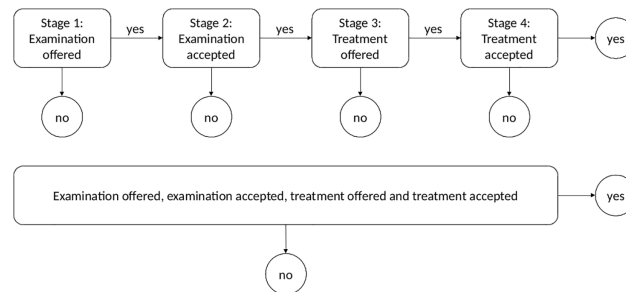 Stage 1:
Examination
offered
yes
Stage 2:
Examination
accepted
yes
Stage 3:
Treatment
offered
yes
Stage 4:
Treatment
accepted
yes
no
no
no
no
Examination offered, examination accepted, treatment offered and treatment accepted
yes
no